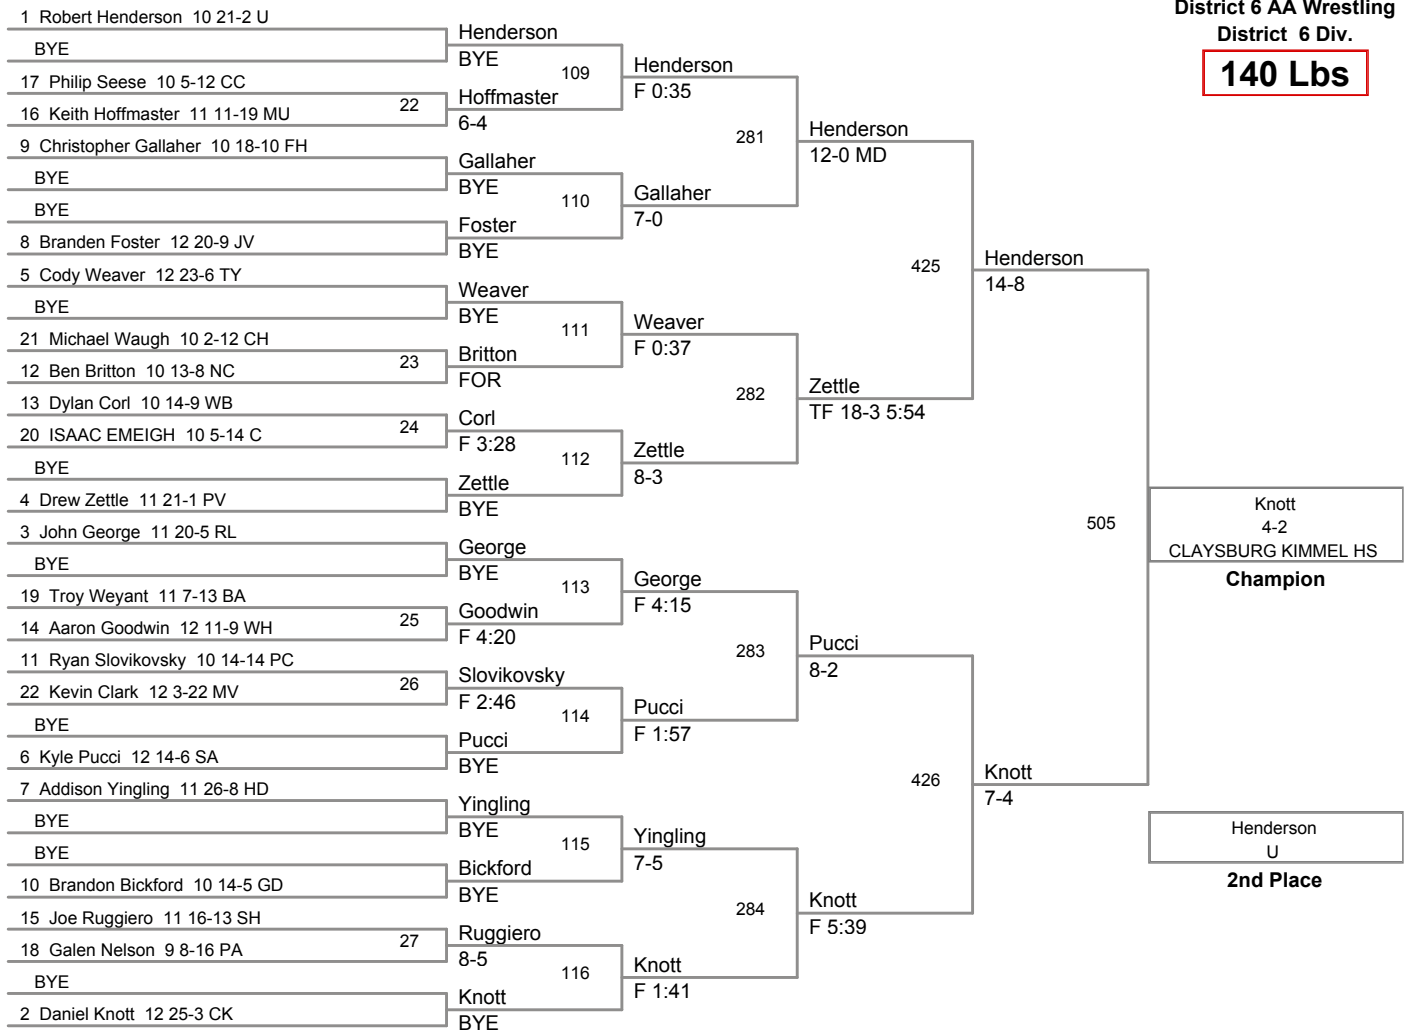 District 6 AA Wrestling
District 6 Div.
140 Lbs
1 Robert Henderson 10 21-2 U
BYE
17 Philip Seese 10 5-12 CC
16 Keith Hoffmaster 11 11-19 MU
9 Christopher Gallaher 10 18-10 FH
BYE
BYE
8 Branden Foster 12 20-9 JV
5 Cody Weaver 12 23-6 TY
BYE
21 Michael Waugh 10 2-12 CH
12 Ben Britton 10 13-8 NC
13 Dylan Corl 10 14-9 WB
20 ISAAC EMEIGH 10 5-14 C
BYE
4 Drew Zettle 11 21-1 PV
3 John George 11 20-5 RL
BYE
19 Troy Weyant 11 7-13 BA
14 Aaron Goodwin 12 11-9 WH
11 Ryan Slovikovsky 10 14-14 PC
22 Kevin Clark 12 3-22 MV
BYE
6 Kyle Pucci 12 14-6 SA
7 Addison Yingling 11 26-8 HD
BYE
BYE
10 Brandon Bickford 10 14-5 GD
15 Joe Ruggiero 11 16-13 SH
18 Galen Nelson 9 8-16 PA
BYE
2 Daniel Knott 12 25-3 CK
22
23
24
25
26
27
Henderson
BYE
Hoffmaster
6-4
Gallaher
BYE
Foster
BYE
Weaver
BYE
Britton
FOR
Corl
F 3:28
Zettle
BYE
George
BYE
Goodwin
F 4:20
Slovikovsky
F 2:46
Pucci
BYE
Yingling
BYE
Bickford
BYE
Ruggiero
8-5
Knott
BYE
109
110
111
112
113
114
115
116
Henderson
F 0:35
Gallaher
7-0
Weaver
F 0:37
Zettle
8-3
George
F 4:15
Pucci
F 1:57
Yingling
7-5
Knott
F 1:41
281
282
283
284
Henderson
12-0 MD
Zettle
TF 18-3 5:54
Pucci
8-2
Knott
F 5:39
425
426
Henderson
14-8
Knott
7-4
505
Knott
4-2
CLAYSBURG KIMMEL HS
Champion
Henderson
U
2nd Place